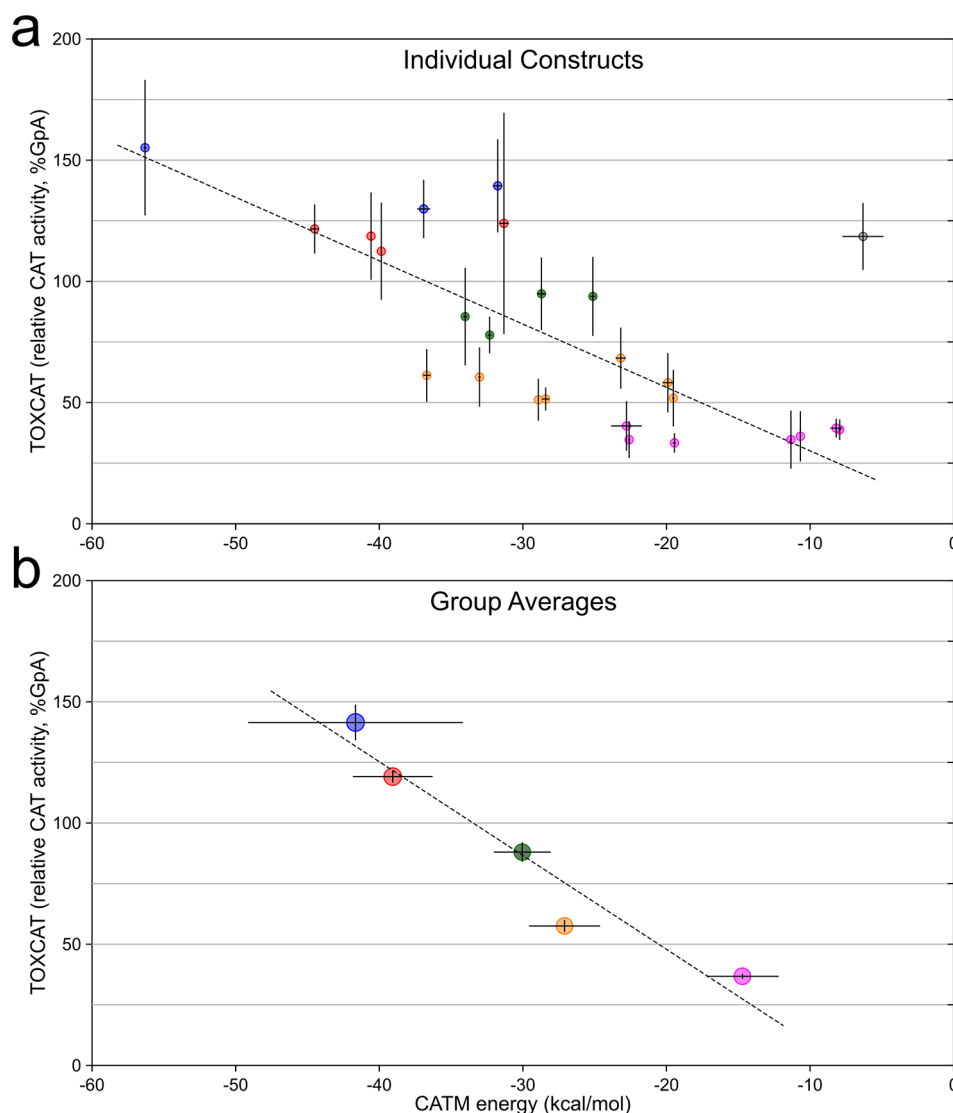 a
Individual Constructs
TOXCAT (relative CAT activity, %GpA)
200
150
100
50
0
-60 -50 -40 -30 -20 -10 0
b
Group Averages
TOXCAT (relative CAT activity, %GpA)
200
150
100
50
0
-60 -50 -40 -30 -20 -10 0
CATM energy (kcal/mol)